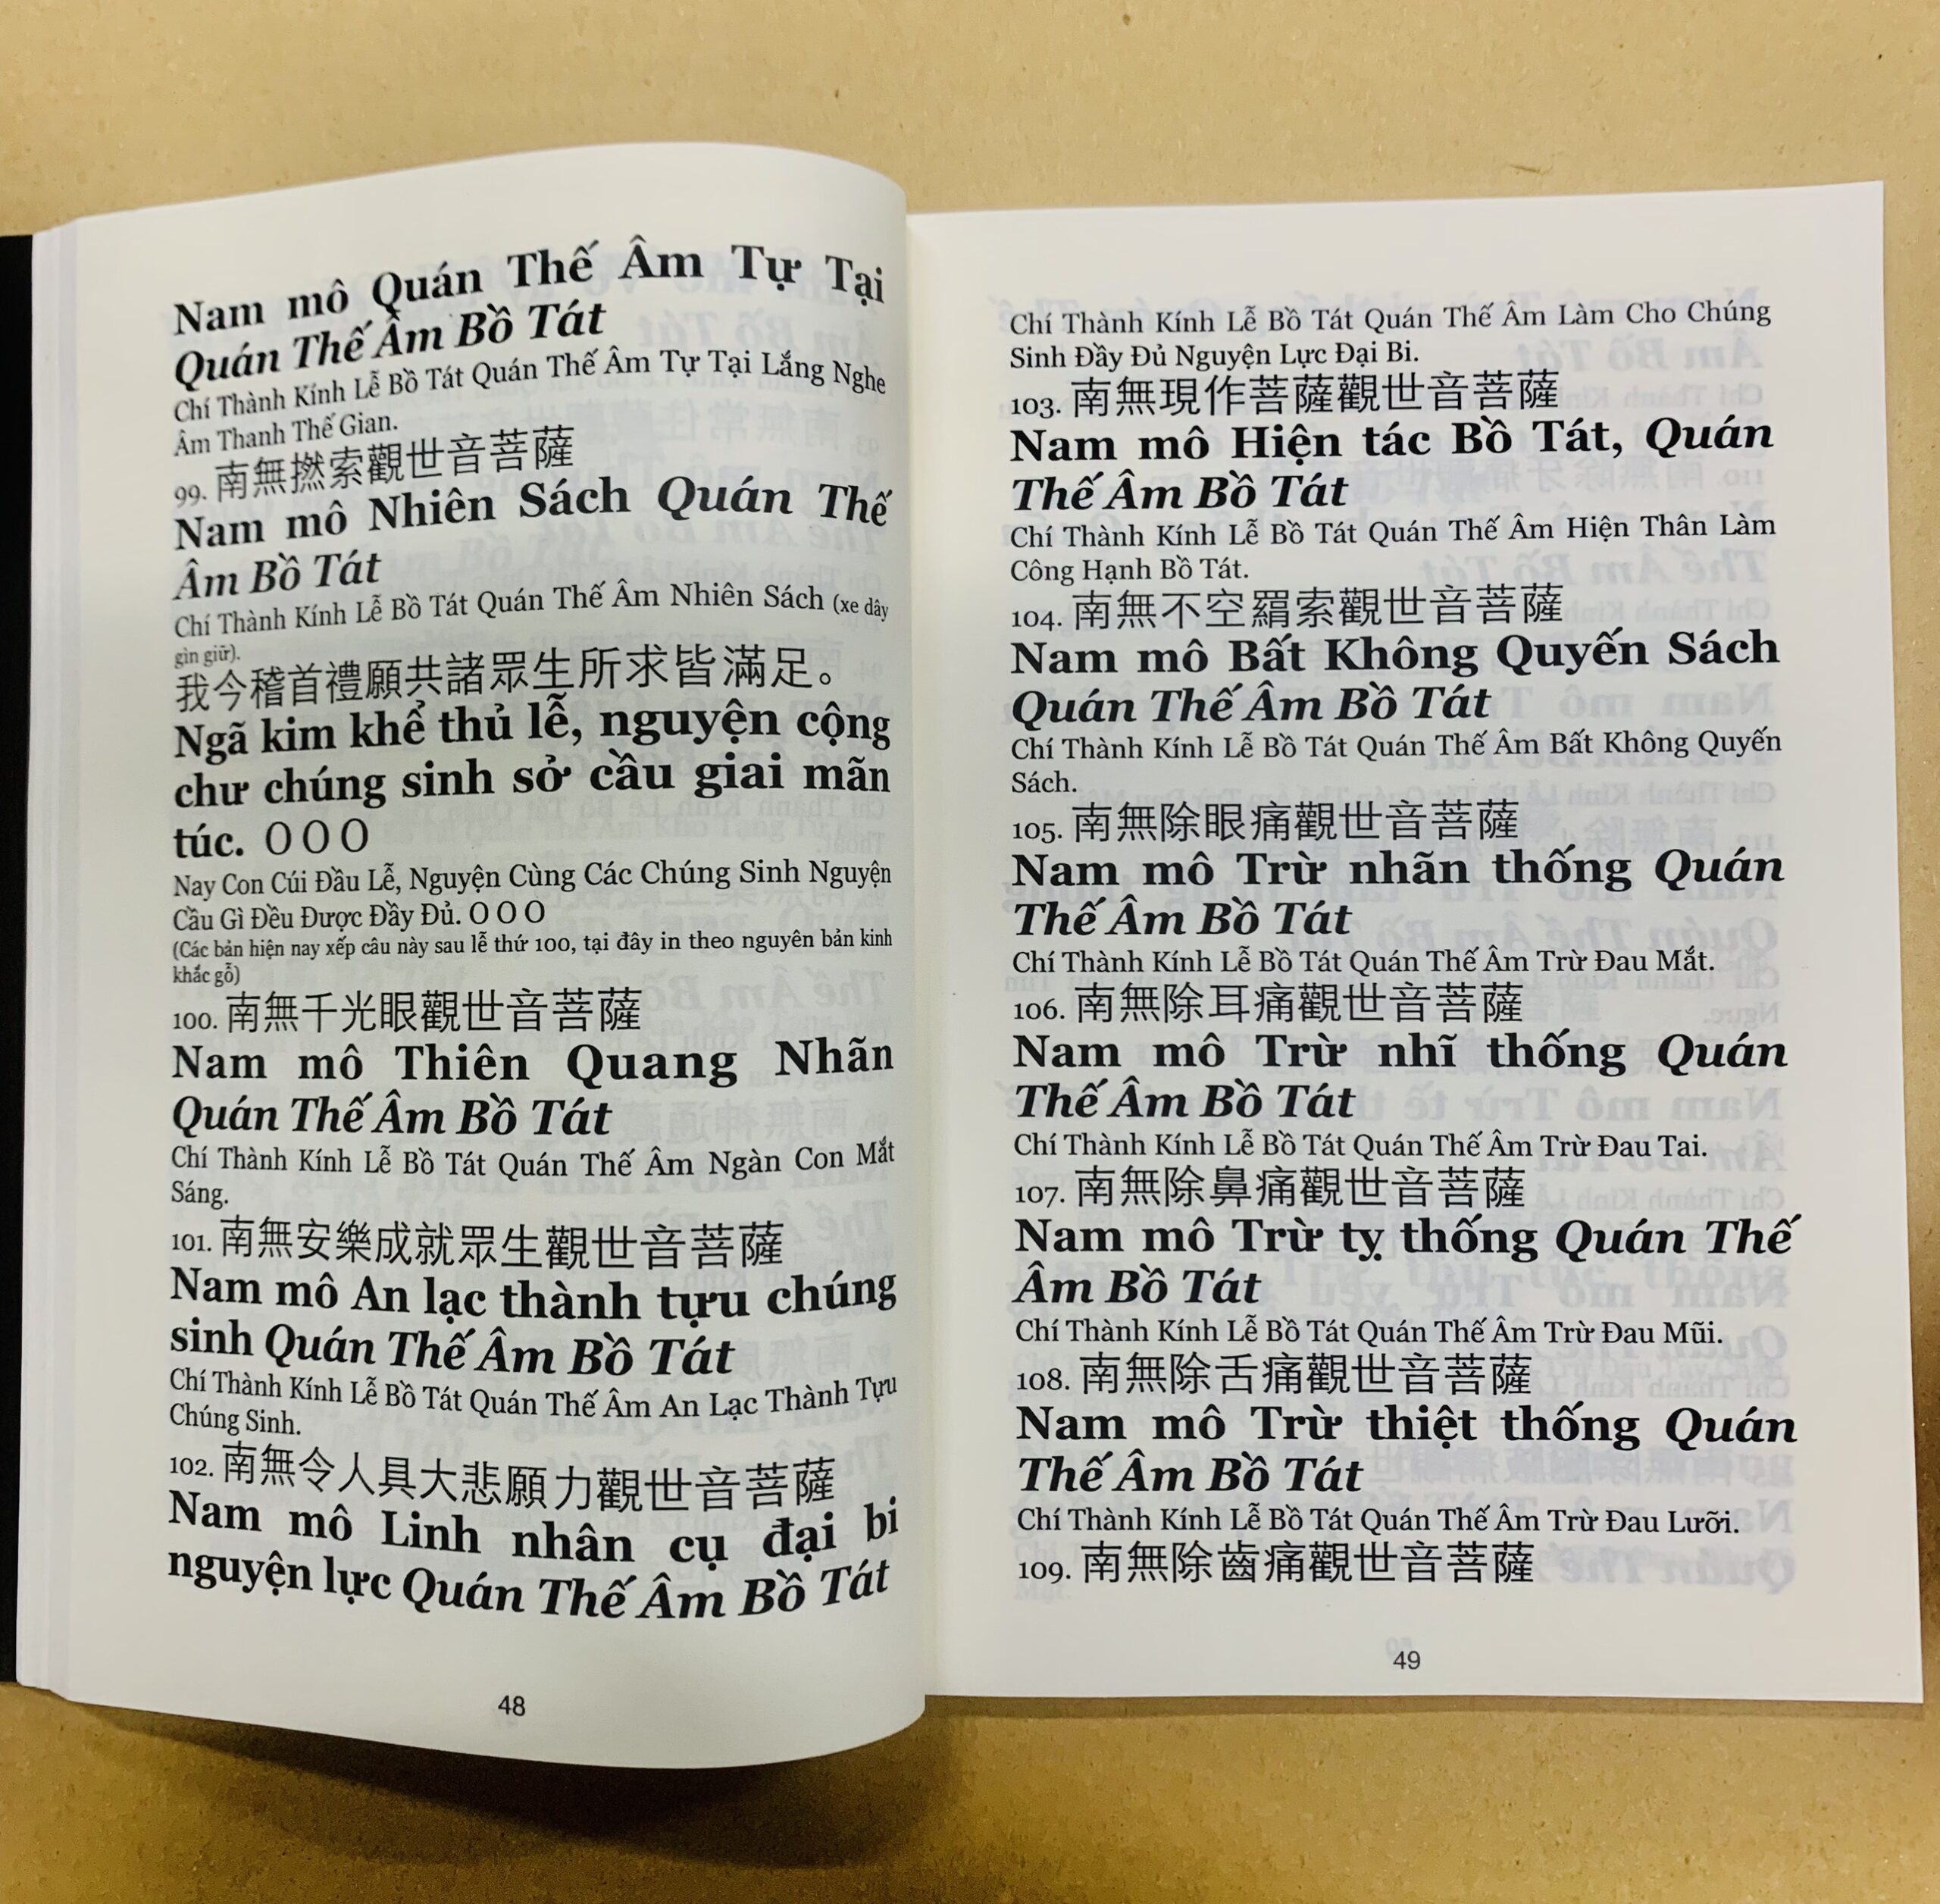 Nam mô Quán Thế Âm Tự Tại
Quán Thế Âm Bồ Tát
Chí Thành Kính Lễ Bồ Tát Quán Thế Âm Tự Tại Lắng Nghe
Âm Thanh Thế Gian.
99. 南無撚索觀世音菩薩
Nam mô Nhiên Sách Quán Thế
Âm Bồ Tát
Chí Thành Kính Lễ Bồ Tát Quán Thế Âm Nhiên Sách (xe dây
gìn giữ).
我今稽首禮願共諸眾生所求皆滿足。
Ngã kim khể thủ lễ, nguyện cộng
chư chúng sinh sở cầu giai mãn
túc. O O O
Nay Con Cúi Đầu Lễ, Nguyện Cùng Các Chúng Sinh Nguyện
Cầu Gì Đều Được Đầy Đủ. O O O
(Các bản hiện nay xếp câu này sau lễ thứ 100, tại đây in theo nguyên bản kinh
khắc gỗ)
100. 南無千光眼觀世音菩薩
Nam mô Thiên Quang Nhãn
Quán Thế Âm Bồ Tát
Chí Thành Kính Lễ Bồ Tát Quán Thế Âm Ngàn Con Mắt
Sáng.
101. 南無安樂成就眾生觀世音菩薩
Nam mô An lạc thành tựu chúng
sinh Quán Thế Âm Bồ Tát
Chí Thành Kính Lễ Bồ Tát Quán Thế Âm An Lạc Thành Tựu
Chúng Sinh.
102. 南無令人具大悲願力觀世音菩薩
Nam mô Linh nhân cụ đại bi
nguyện lực Quán Thế Âm Bồ Tát
48
Chí Thành Kính Lễ Bồ Tát Quán Thế Âm Làm Cho Chúng
Sinh Đầy Đủ Nguyện Lực Đại Bi.
103. 南無現作菩薩觀世音菩薩
Nam mô Hiện tác Bồ Tát, Quán
Thế Âm Bồ Tát
Chí Thành Kính Lễ Bồ Tát Quán Thế Âm Hiện Thân Làm
Công Hạnh Bồ Tát.
104. 南無不空羂索觀世音菩薩
Nam mô Bất Không Quyến Sách
Quán Thế Âm Bồ Tát
Chí Thành Kính Lễ Bồ Tát Quán Thế Âm Bất Không Quyến
Sách.
105. 南無除眼痛觀世音菩薩
Nam mô Trừ nhãn thống Quán
Thế Âm Bồ Tát
Chí Thành Kính Lễ Bồ Tát Quán Thế Âm Trừ Đau Mắt.
106. 南無除耳痛觀世音菩薩
Nam mô Trừ nhĩ thống Quán
Thế Âm Bồ Tát
Chí Thành Kính Lễ Bồ Tát Quán Thế Âm Trừ Đau Tai.
107. 南無除鼻痛觀世音菩薩
Nam mô Trừ tỵ thống Quán Thế
Âm Bồ Tát
Chí Thành Kính Lễ Bồ Tát Quán Thế Âm Trừ Đau Mũi.
108. 南無除舌痛觀世音菩薩
Nam mô Trừ thiệt thống Quán
Thế Âm Bồ Tát
Chí Thành Kính Lễ Bồ Tát Quán Thế Âm Trừ Đau Lưỡi.
109. 南無除齒痛觀世音菩薩
49